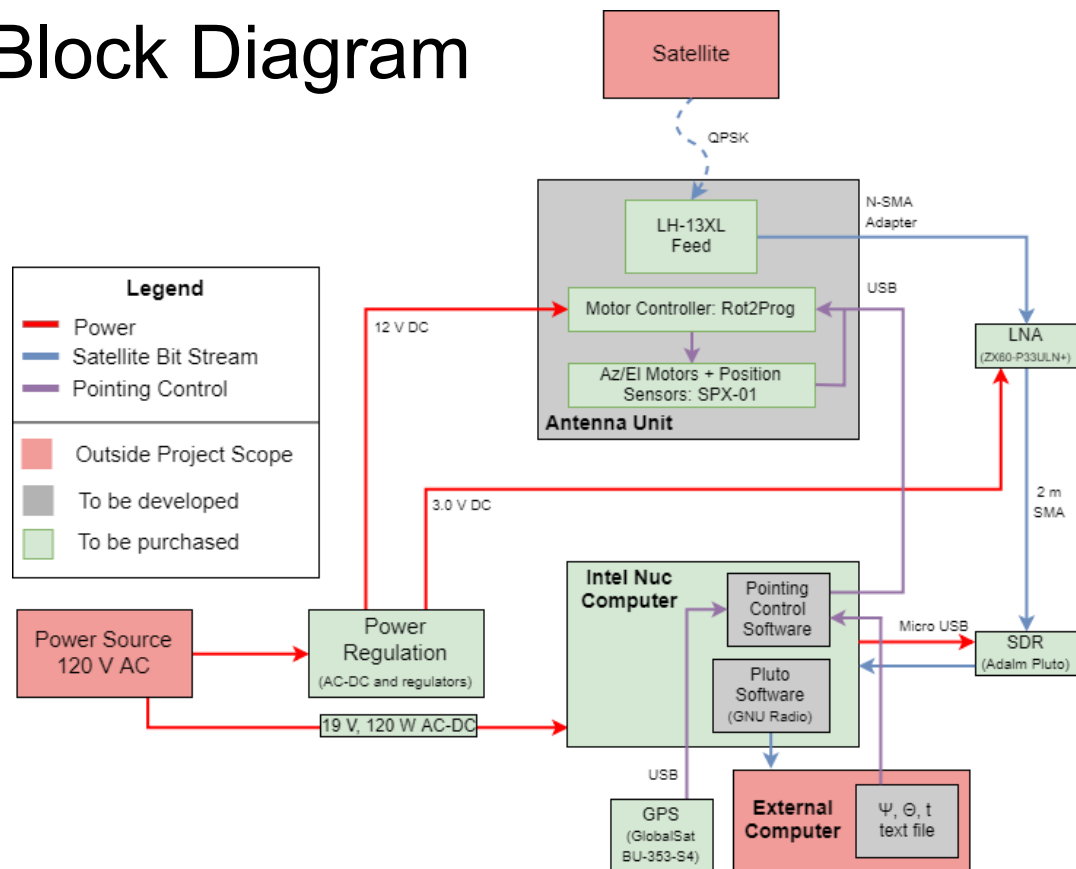 Block Diagram
Satellite
QPSK
N-SMA
Adapter
LH-13XL
Feed
USB
Motor Controller: Rot2Prog
Az/El Motors + Position
Sensors: SPX-01
Antenna Unit
12 V DC
LNA
(ZX60-P33ULN+)
Legend
Power
Satellite Bit Stream
Pointing Control
Outside Project Scope
To be developed
To be purchased
3.0 V DC
2 m
SMA
Intel Nuc
Computer
Pointing
Control
Software
Micro USB
Power Source
120 V AC
Power
Regulation
(AC-DC and regulators)
SDR
(Adalm Pluto)
Pluto
Software
(GNU Radio)
19 V, 120 W AC-DC
USB
GPS
(GlobalSat
BU-353-S4)
External
Computer
Ψ, Θ, t
text file